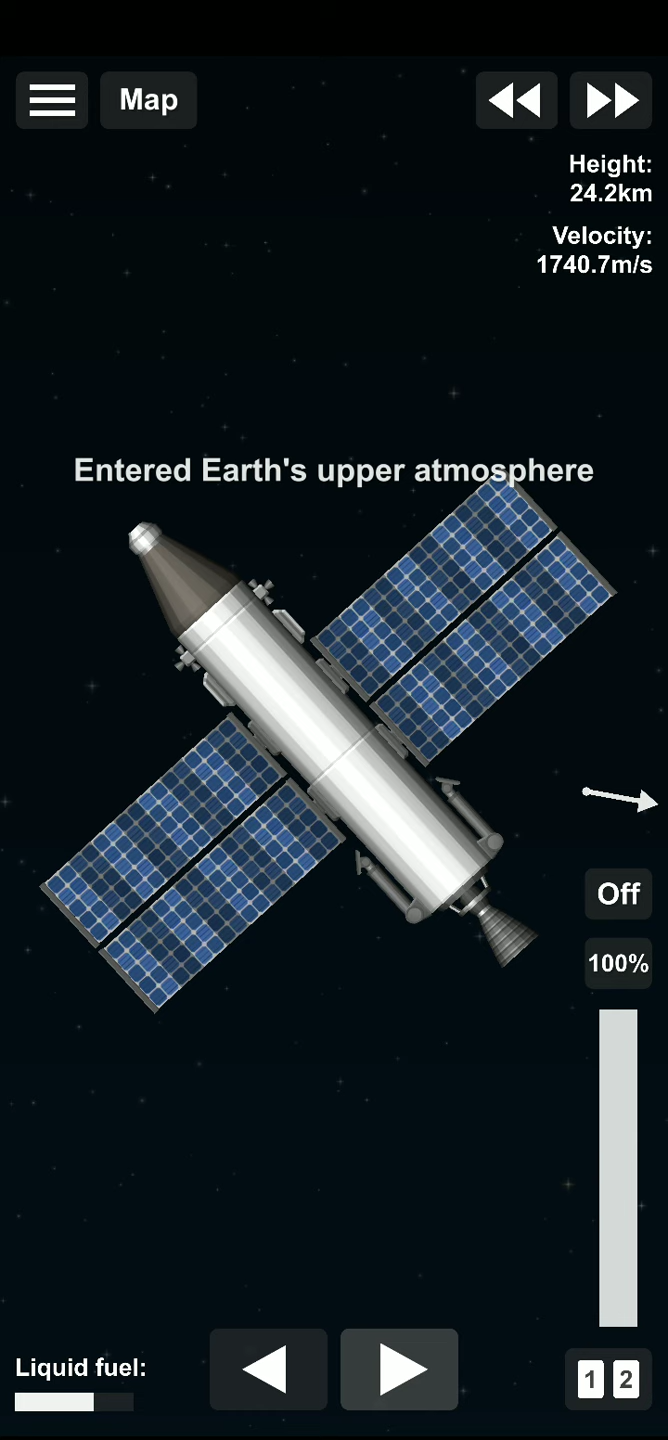 Map
Height:
24.2km
Velocity:
1740.7m/s
Entered Earth's upper atmosphere
Off
100%
Liquid fuel:
1 2